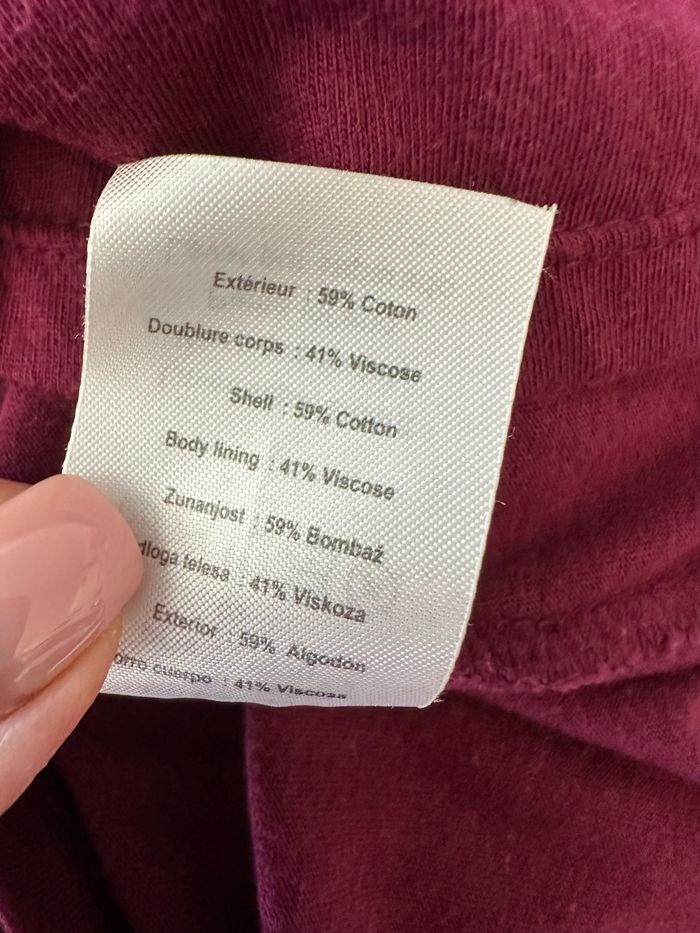 Extérieur : 59% Coton
Doublure corps : 41% Viscose
Shell : 59% Cotton
Body lining : 41% Viscose
Zunanjost : 59% Bombaž
dloga telesa : 41% Viskoza
Exterior : 59% Algodón
orro cuerpo : 41% Viscosa